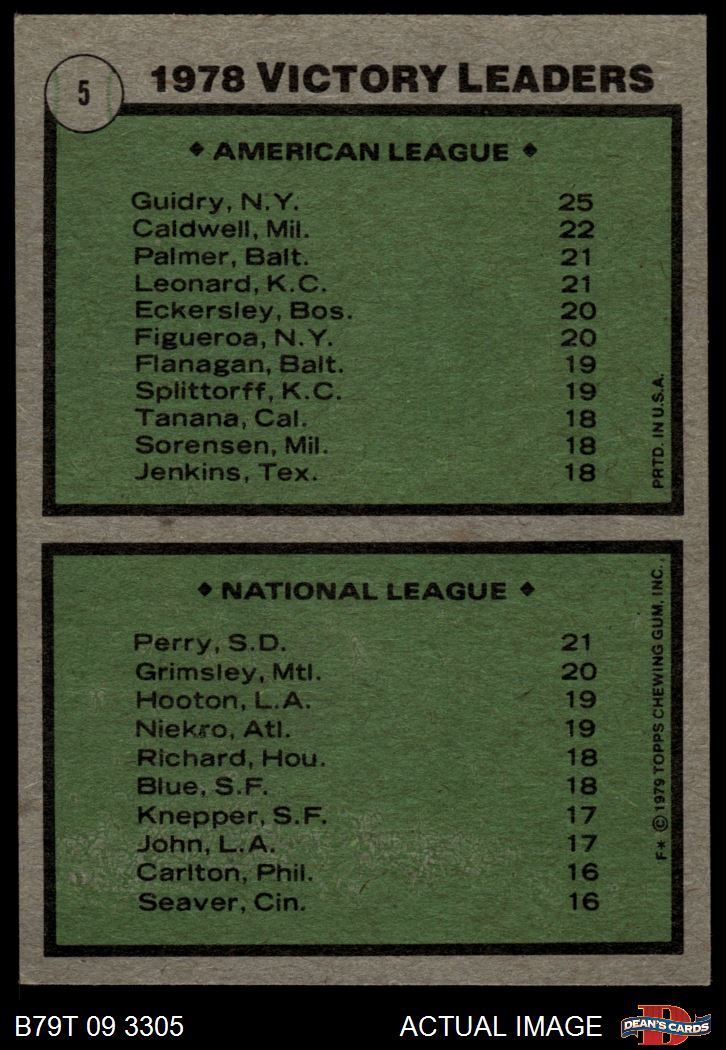 5
1978 VICTORY LEADERS
♦ AMERICAN LEAGUE ♦
Guidry, N.Y. 25
Caldwell, Mil. 22
Palmer, Balt. 21
Leonard, K.C. 21
Eckersley, Bos. 20
Figueroa, N.Y. 20
Flanagan, Balt. 19
Splittorff, K.C. 19
Tanana, Cal. 18
Sorensen, Mil. 18
Jenkins, Tex. 18
PRTD. IN U.S.A.
♦ NATIONAL LEAGUE ♦
Perry, S.D. 21
Grimsley, Mtl. 20
Hooton, L.A. 19
Niekro, Atl. 19
Richard, Hou. 18
Blue, S.F. 18
Knepper, S.F. 17
John, L.A. 17
Carlton, Phil. 16
Seaver, Cin. 16
F* © 1979 TOPPS CHEWING GUM, INC.
B79T 09 3305
ACTUAL IMAGE
D
DEAN'S CARDS